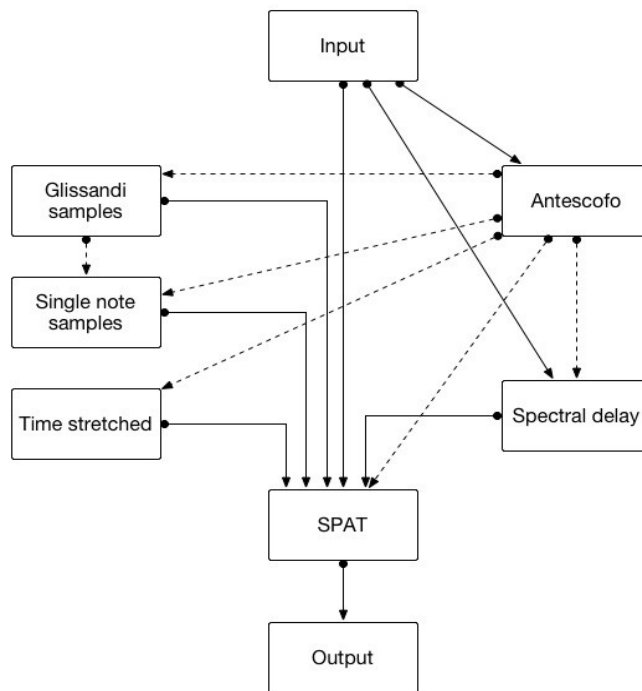 Input
Glissandi
samples
Antescofo
Single note
samples
Time stretched
Spectral delay
SPAT
Output